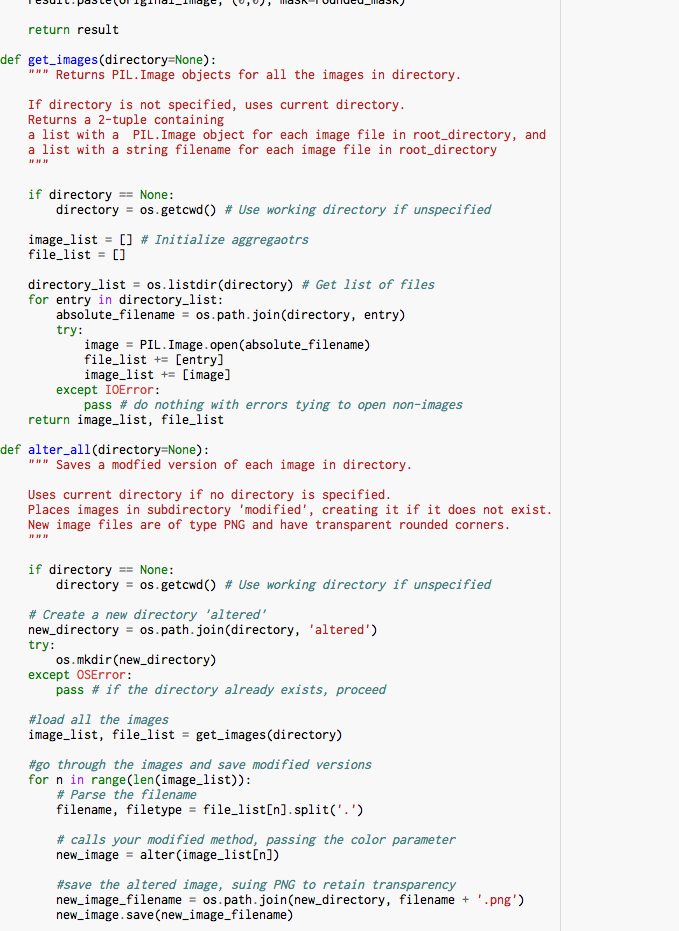 result.paste(original_image, (0,0), mask=rounded_mask)
return result
def get_images(directory=None):
""" Returns PIL.Image objects for all the images in directory.
If directory is not specified, uses current directory.
Returns a 2-tuple containing
a list with a  PIL.Image object for each image file in root_directory, and
a list with a string filename for each image file in root_directory
"""
if directory == None:
directory = os.getcwd() # Use working directory if unspecified
image_list = [] # Initialize aggregaotrs
file_list = []
directory_list = os.listdir(directory) # Get list of files
for entry in directory_list:
absolute_filename = os.path.join(directory, entry)
try:
image = PIL.Image.open(absolute_filename)
file_list += [entry]
image_list += [image]
except IOError:
pass # do nothing with errors tying to open non-images
return image_list, file_list
def alter_all(directory=None):
""" Saves a modfied version of each image in directory.
Uses current directory if no directory is specified.
Places images in subdirectory 'modified', creating it if it does not exist.
New image files are of type PNG and have transparent rounded corners.
"""
if directory == None:
directory = os.getcwd() # Use working directory if unspecified
# Create a new directory 'altered'
new_directory = os.path.join(directory, 'altered')
try:
os.mkdir(new_directory)
except OSError:
pass # if the directory already exists, proceed
#load all the images
image_list, file_list = get_images(directory)
#go through the images and save modified versions
for n in range(len(image_list)):
# Parse the filename
filename, filetype = file_list[n].split('.')
# calls your modified method, passing the color parameter
new_image = alter(image_list[n])
#save the altered image, suing PNG to retain transparency
new_image_filename = os.path.join(new_directory, filename + '.png')
new_image.save(new_image_filename)